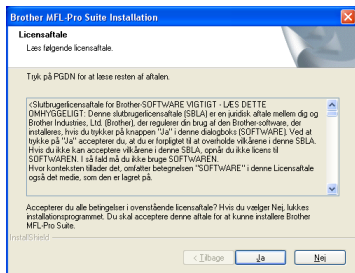 Brother MFL-Pro Suite Installation
Licensaftale
Læs følgende licensaftale.
Tryk på PGDN for at læse resten af aftalen.
<Slutbrugerlicensaftale for Brother-SOFTWARE VIGTIGT - LÆS DETTE
OMHYGGELIGT: Denne slutbrugerlicensaftale (SBLA) er en juridisk aftale mellem dig og
Brother Industries, Ltd. (Brother), der regulerer din brug af den Brother-software, der
installeres, hvis du trykker på knappen "Ja" i denne dialogboks (SOFTWARE). Ved at
trykke på "Ja" accepterer du, at du er forpligtet til at overholde vilkårene i denne SBLA.
Hvis du ikke kan acceptere vilkårene i denne SBLA, opnår du ikke licens til
SOFTWAREN. I så fald må du ikke bruge SOFTWAREN.
Hvor konteksten tillader det, omfatter betegnelsen "SOFTWARE" i denne Licensaftale
også det medie, som den er lagret på.
Accepterer du alle betingelser i ovenstående licensaftale? Hvis du vælger Nej, lukkes
installationsprogrammet. Du skal acceptere denne aftale for at kunne installere Brother
MFL-Pro Suite.
InstallShield
< Tilbage
Ja
Nej